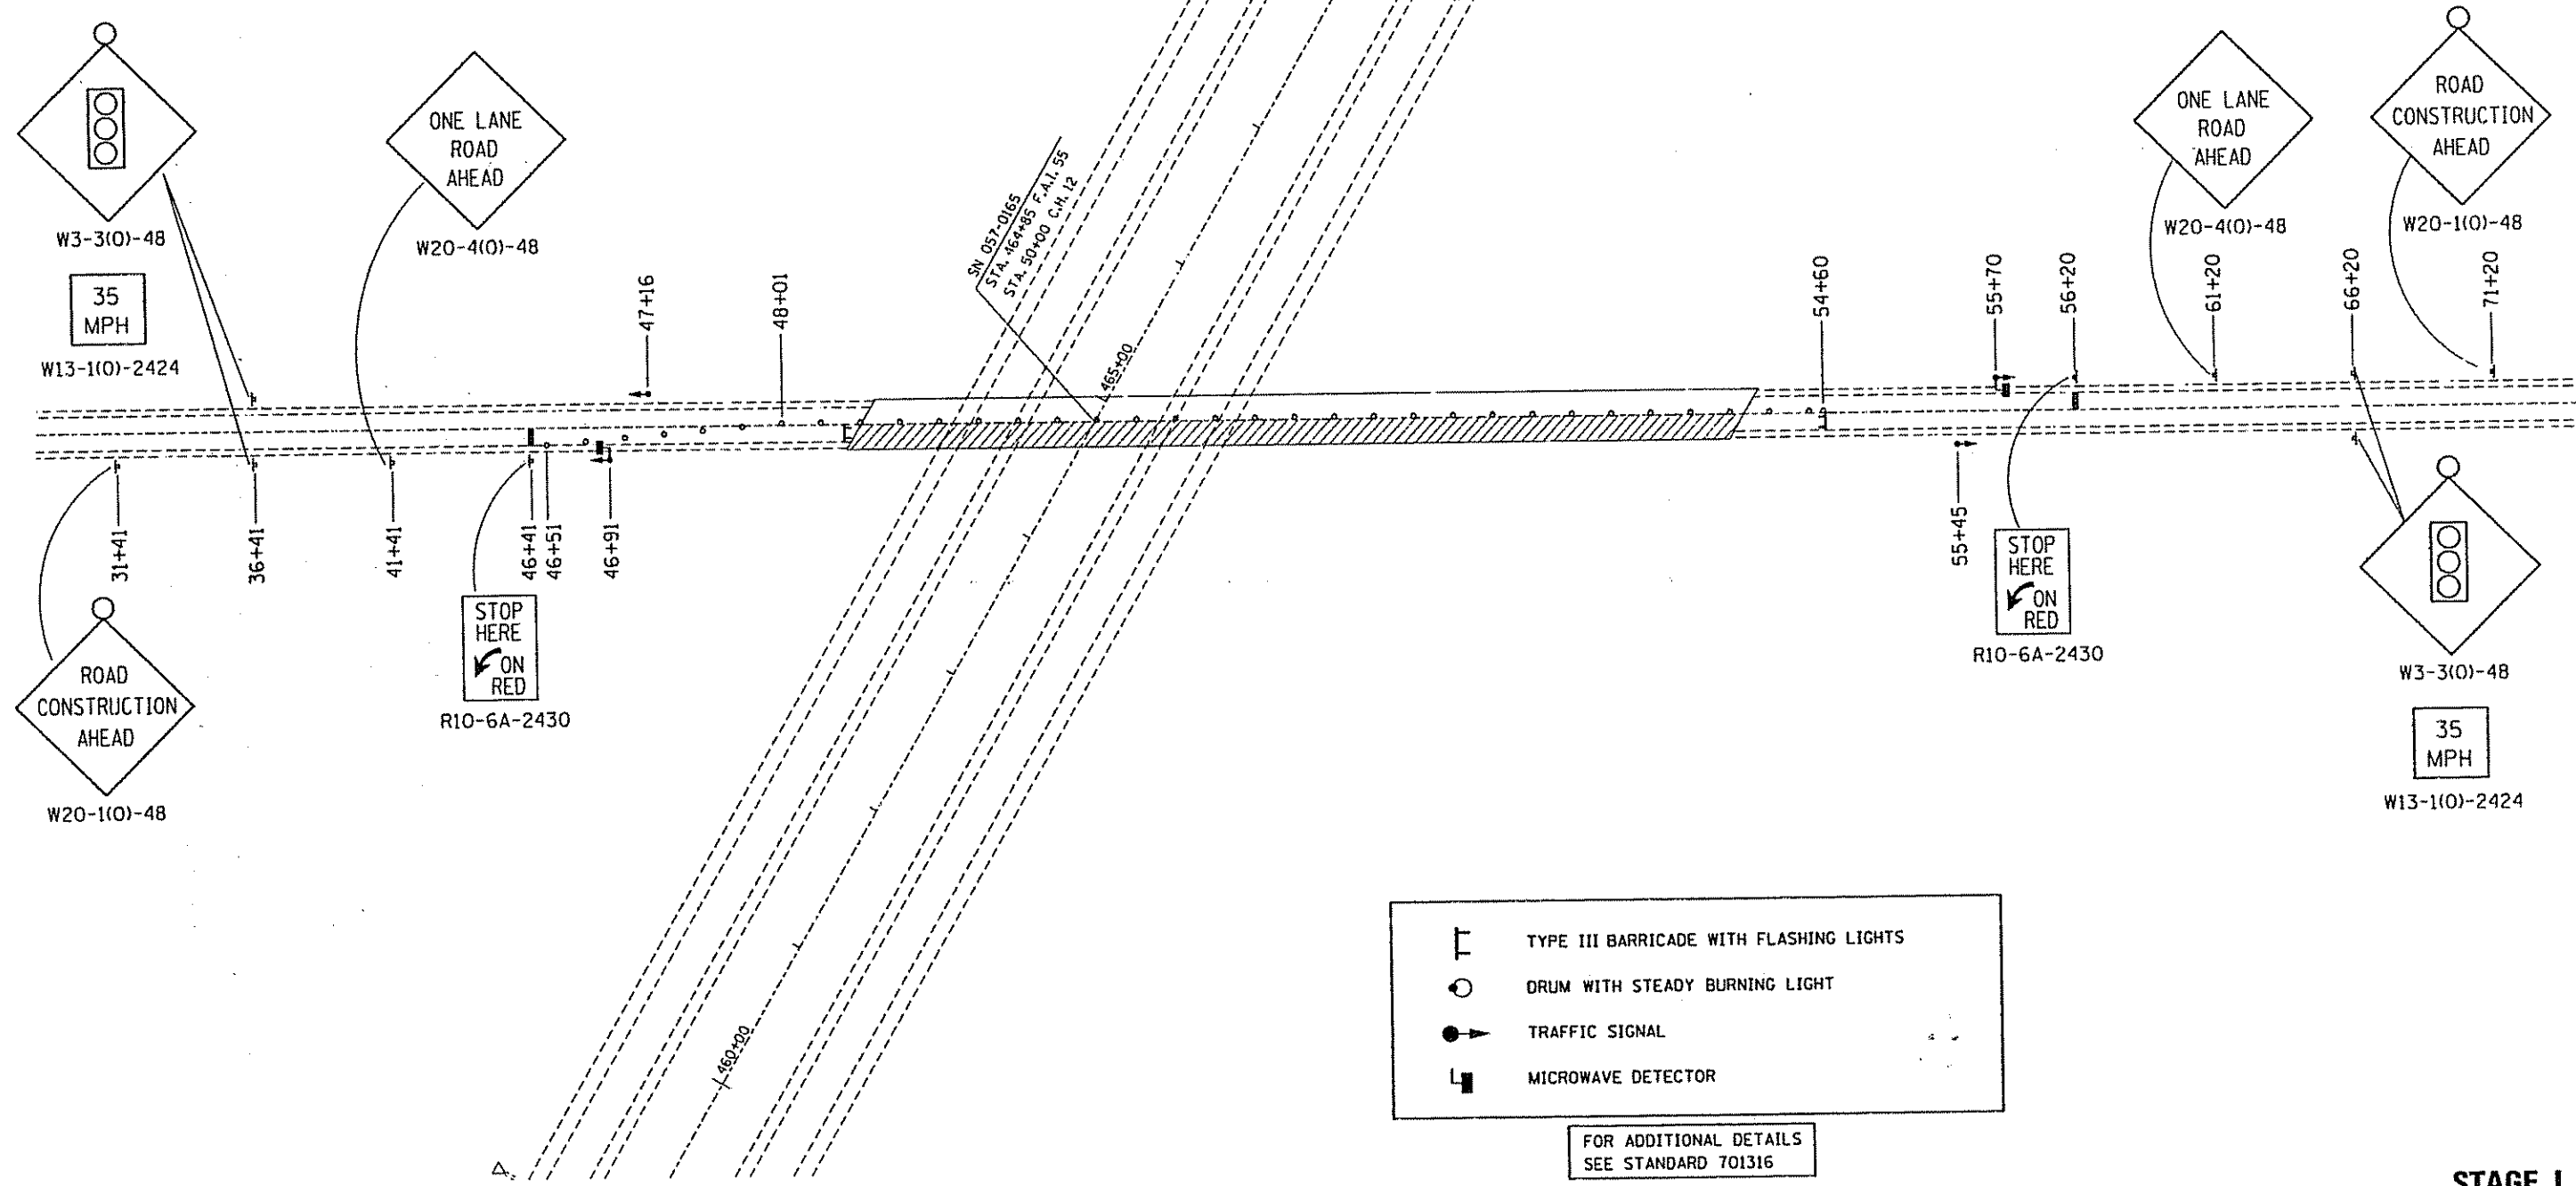 W3-3(O)-48
35
MPH
W13-1(O)-2424
ONE LANE
ROAD
AHEAD
W20-4(O)-48
47+16
48+01
SN 057-0165
STA. 464+85 F.A.I. 55
STA. 50+00 C.H. 12
465+00
54+60
55+70
56+20
61+20
66+20
71+20
ONE LANE
ROAD
AHEAD
W20-4(O)-48
ROAD
CONSTRUCTION
AHEAD
W20-1(O)-48
31+41
36+41
41+41
46+41
46+51
46+91
55+45
ROAD
CONSTRUCTION
AHEAD
W20-1(O)-48
STOP
HERE
ON
RED
R10-6A-2430
STOP
HERE
ON
RED
R10-6A-2430
W3-3(O)-48
35
MPH
W13-1(O)-2424
460+00
TYPE III BARRICADE WITH FLASHING LIGHTS
DRUM WITH STEADY BURNING LIGHT
TRAFFIC SIGNAL
MICROWAVE DETECTOR
FOR ADDITIONAL DETAILS
SEE STANDARD 701316
STAGE I